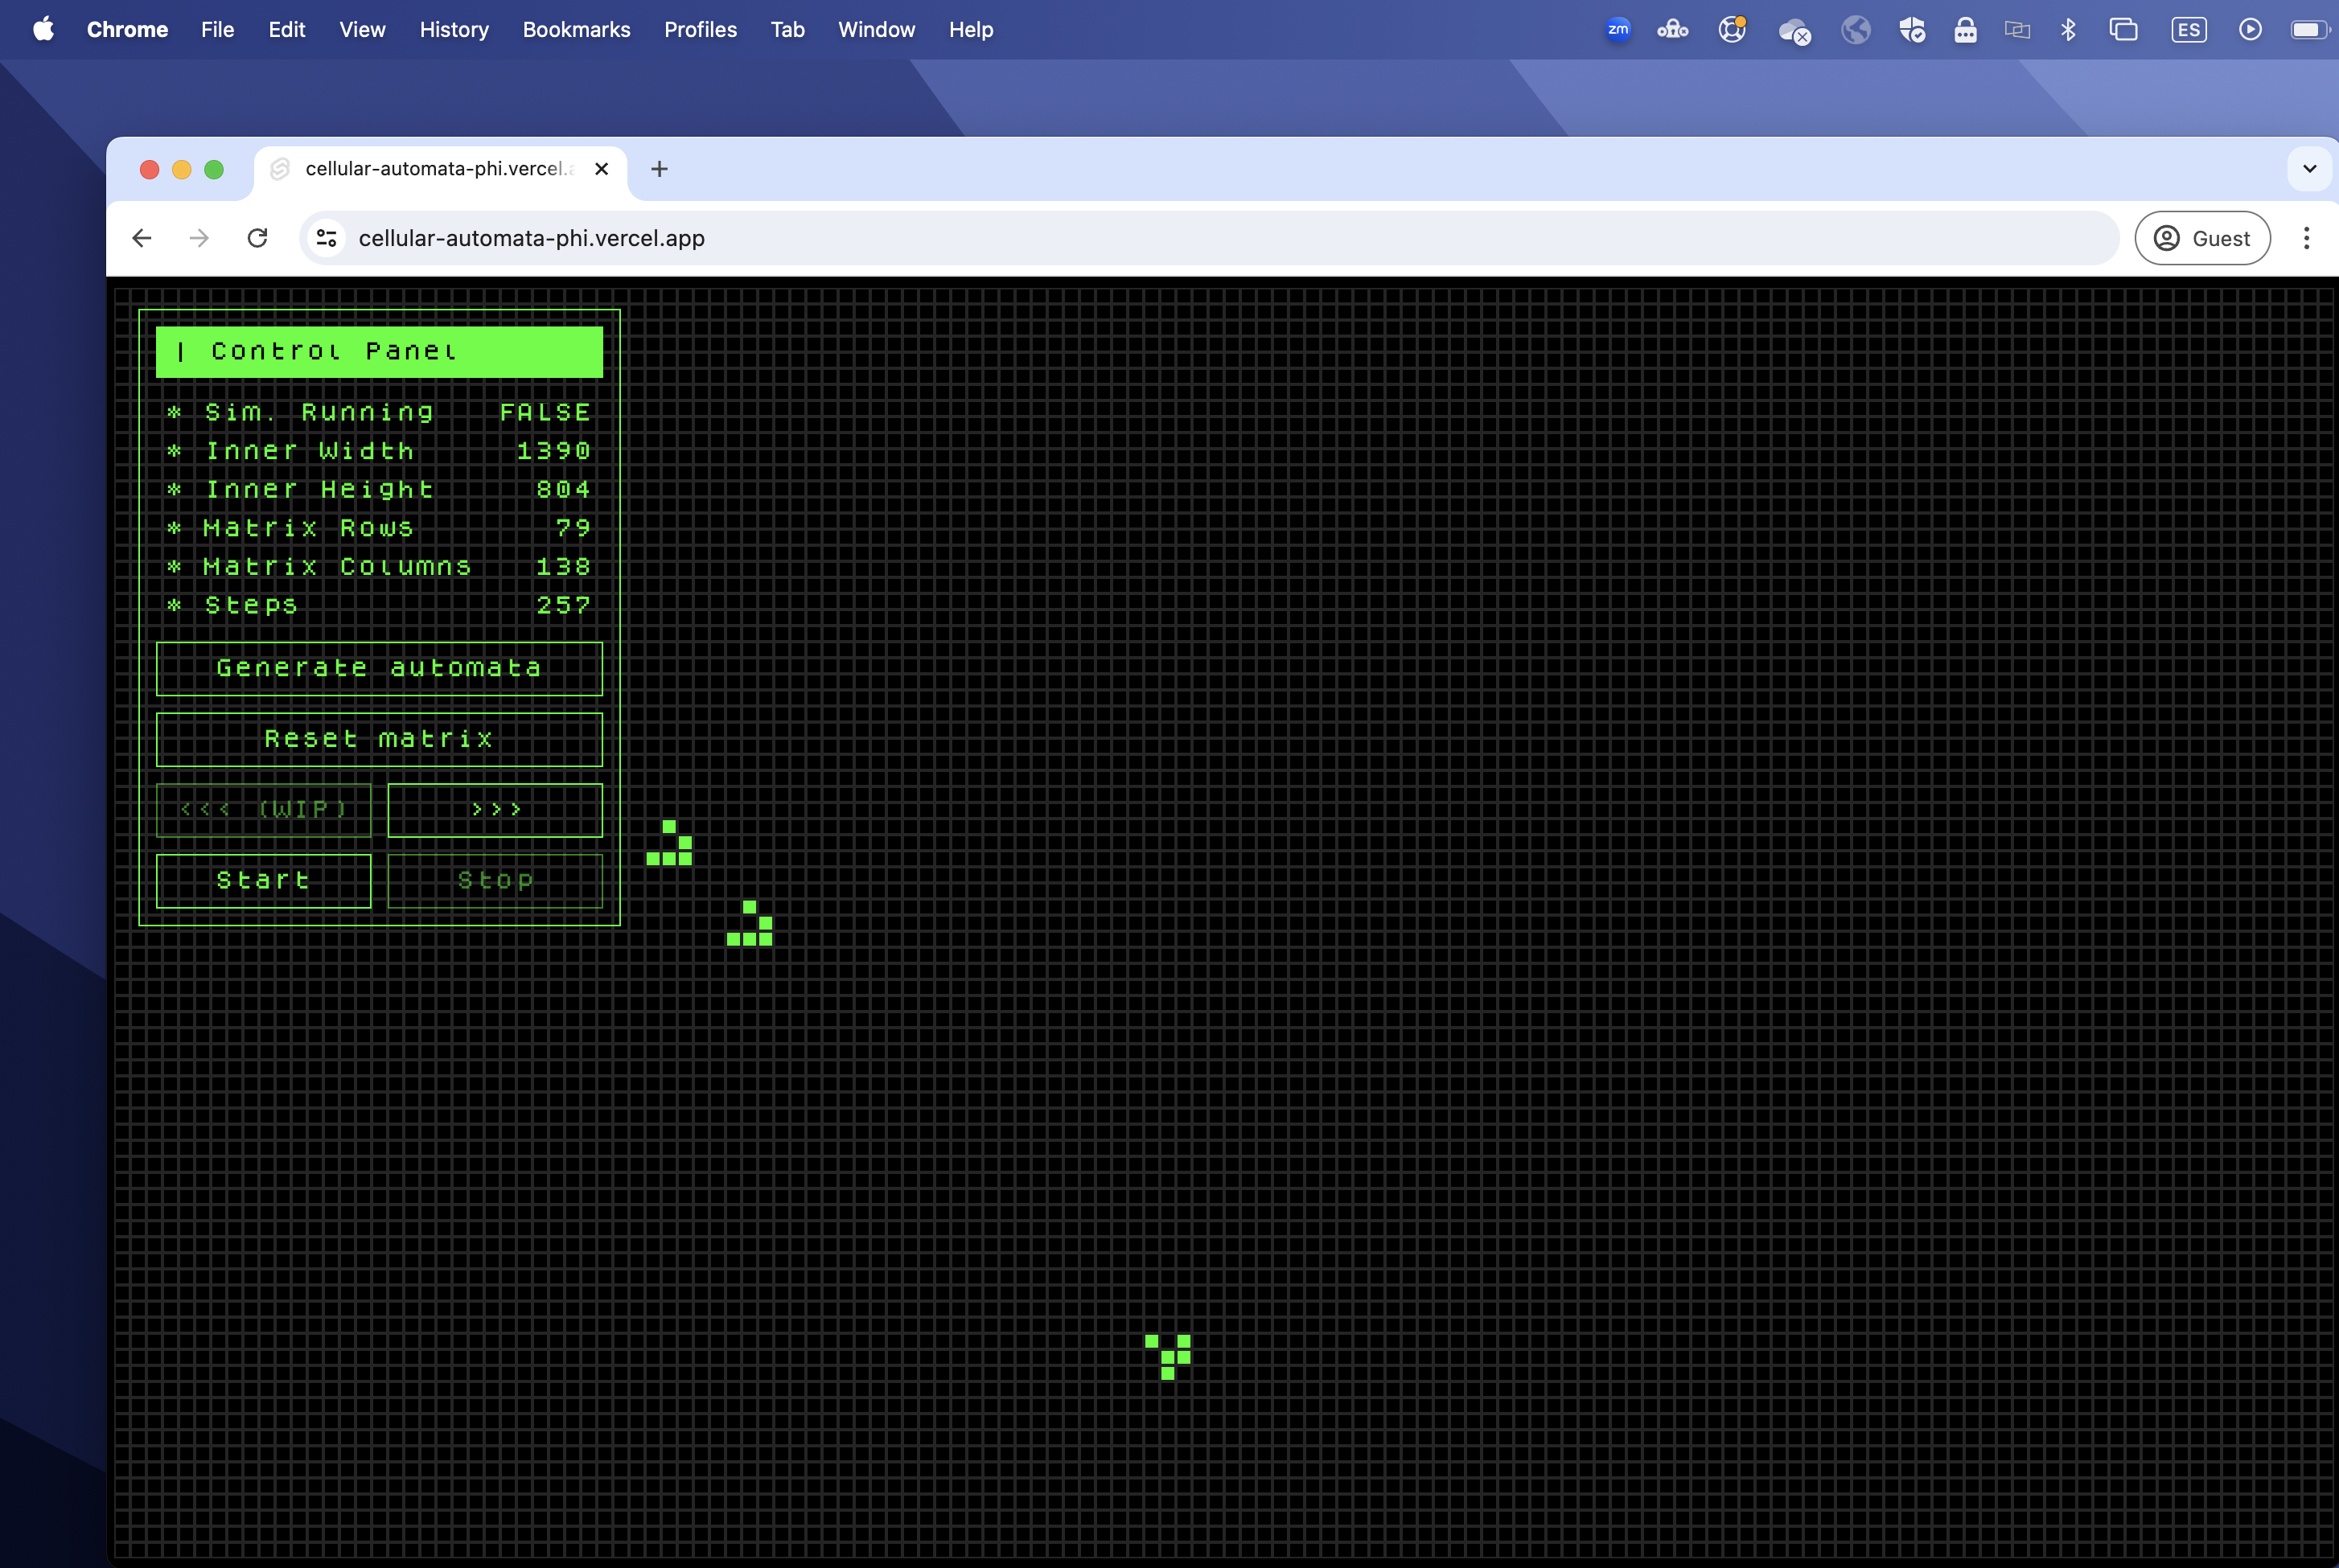 Chrome File Edit View History Bookmarks Profiles Tab Window Help zm ES
cellular-automata-phi.vercel.a
cellular-automata-phi.vercel.app Guest
| Control Panel
* Sim. Running FALSE
* Inner Width 1390
* Inner Height 804
* Matrix Rows 79
* Matrix Columns 138
* Steps 257
Generate automata
Reset matrix
<<< (WIP) >>>
Start Stop